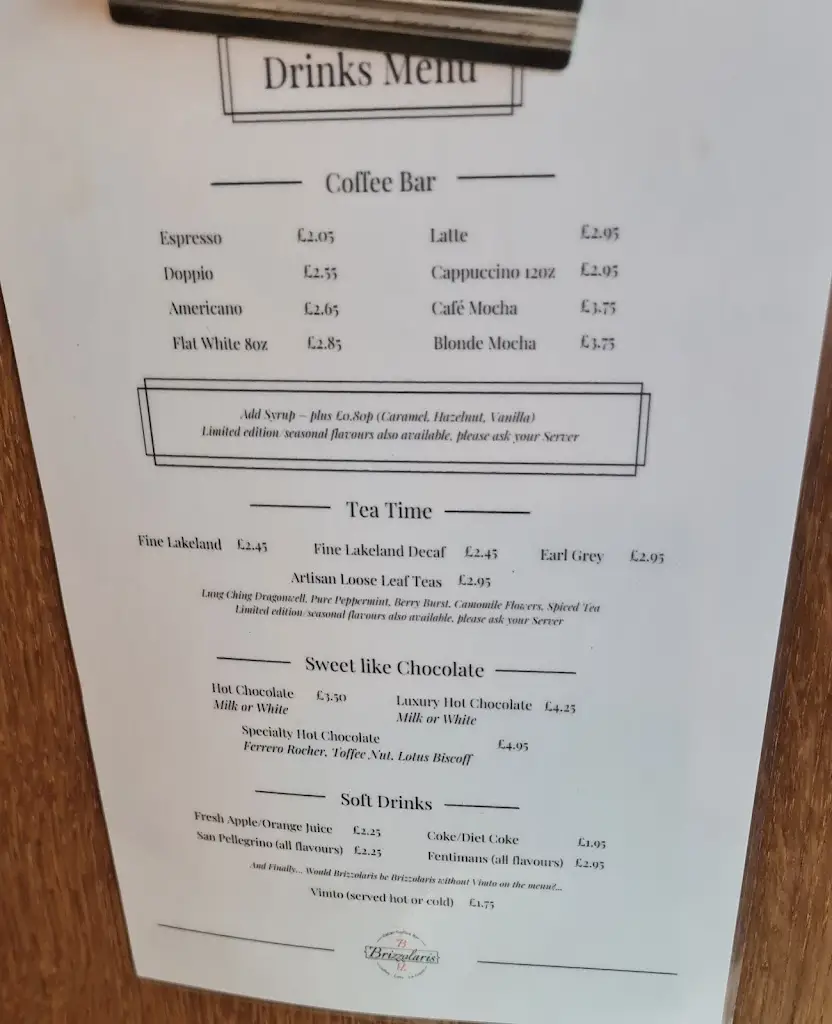 Drinks Menu
Coffee Bar
Espresso £2.05 Latte £2.95
Doppio £2.55 Cappuccino 12oz £2.95
Americano £2.65 Café Mocha £3.75
Flat White 8oz £2.85 Blonde Mocha £3.75
Add Syrup – plus £0.80p (Caramel, Hazelnut, Vanilla)
Limited edition/seasonal flavours also available, please ask your Server
Tea Time
Fine Lakeland £2.45 Fine Lakeland Decaf £2.45 Earl Grey £2.95
Artisan Loose Leaf Teas £2.95
Lung Ching Dragonwell, Pure Peppermint, Berry Burst, Camomile Flowers, Spiced Tea
Limited edition/seasonal flavours also available, please ask your Server
Sweet like Chocolate
Hot Chocolate £3.50 Luxury Hot Chocolate £4.25
Milk or White Milk or White
Specialty Hot Chocolate £4.95
Ferrero Rocher, Toffee Nut, Lotus Biscoff
Soft Drinks
Fresh Apple/Orange Juice £2.25 Coke/Diet Coke £1.95
San Pellegrino (all flavours) £2.25 Fentimans (all flavours) £2.95
And Finally... Would Brizzolaris be Brizzolaris without Vimto on the menu?...
Vimto (served hot or cold) £1.75
Brizzolaris